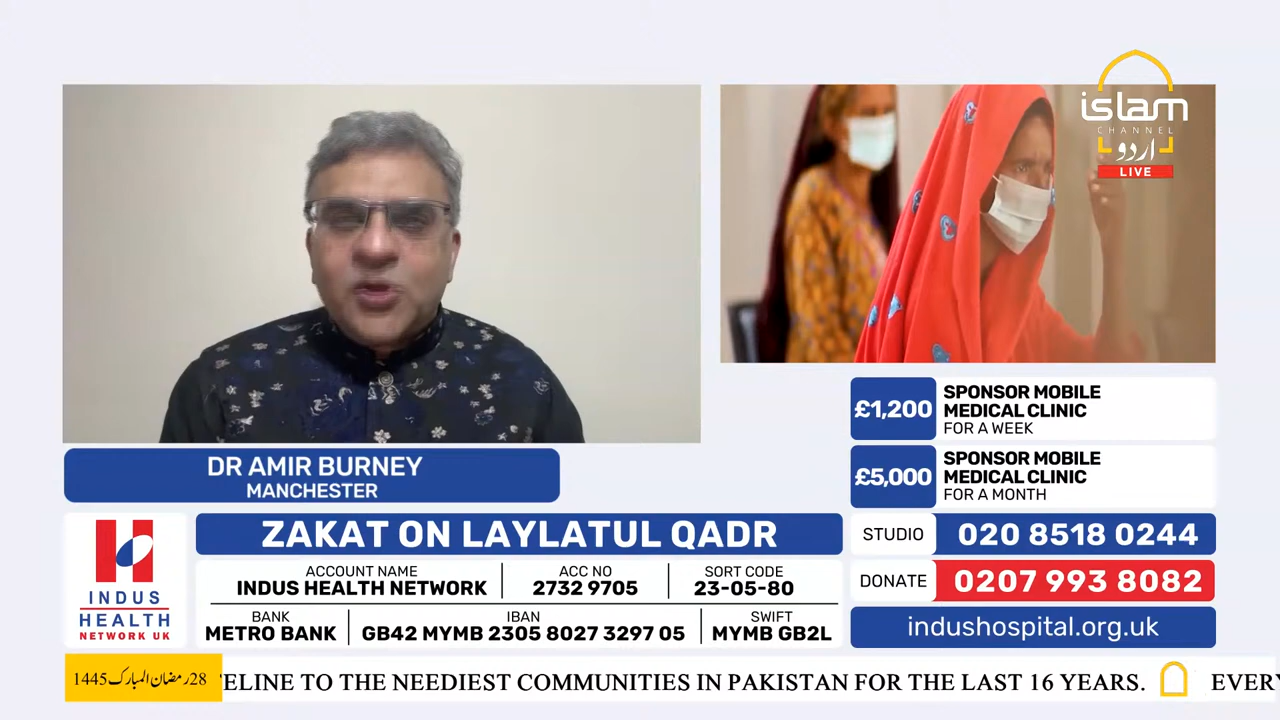 islam
CHANNEL
اردو
LIVE
£1,200
SPONSOR MOBILE
MEDICAL CLINIC
FOR A WEEK
£5,000
SPONSOR MOBILE
MEDICAL CLINIC
FOR A MONTH
DR AMIR BURNEY
MANCHESTER
INDUS
HEALTH
NETWORK UK
ZAKAT ON LAYLATUL QADR
ACCOUNT NAME
INDUS HEALTH NETWORK
ACC NO
2732 9705
SORT CODE
23-05-80
BANK
METRO BANK
IBAN
GB42 MYMB 2305 8027 3297 05
SWIFT
MYMB GB2L
STUDIO
020 8518 0244
DONATE
0207 993 8082
indushospital.org.uk
28 رمضان المبارک 1445
ELINE TO THE NEEDIEST COMMUNITIES IN PAKISTAN FOR THE LAST 16 YEARS. EVERY